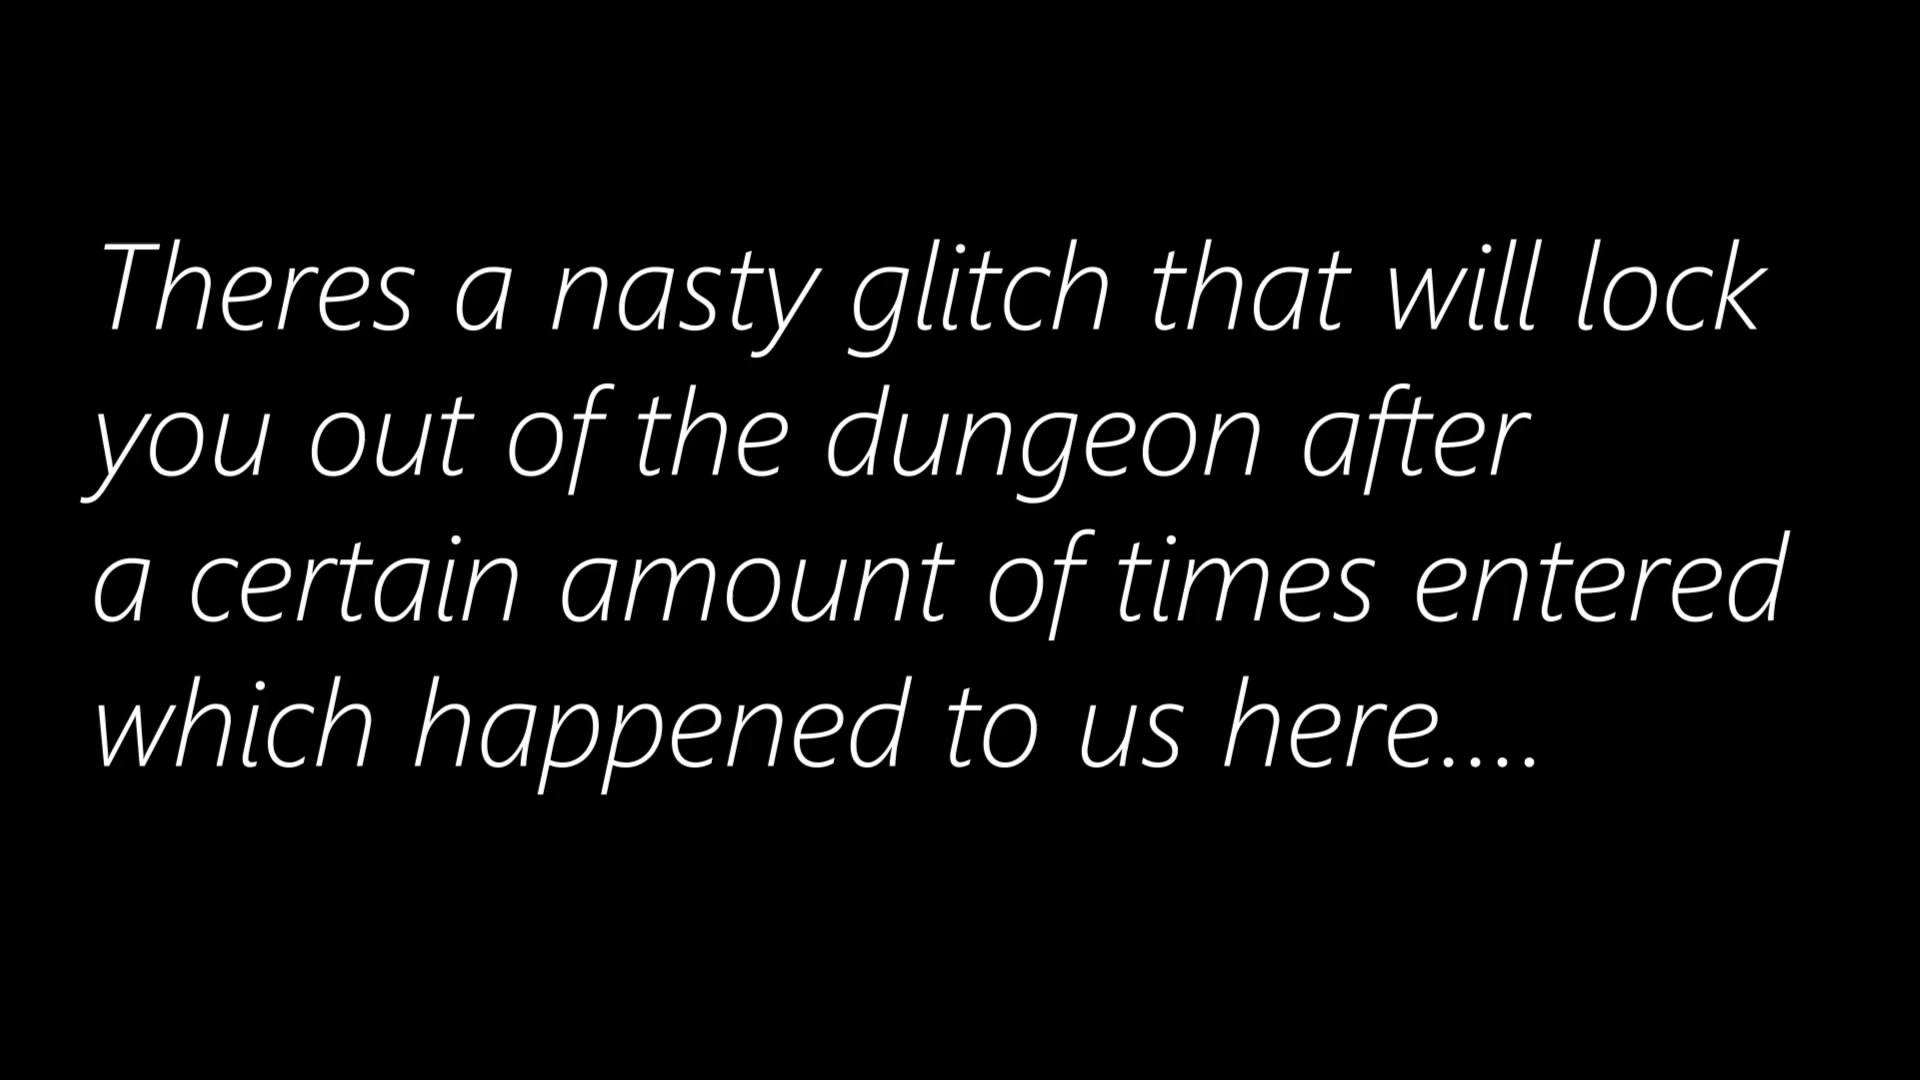 Theres a nasty glitch that will lock
you out of the dungeon after
a certain amount of times entered
which happened to us here....